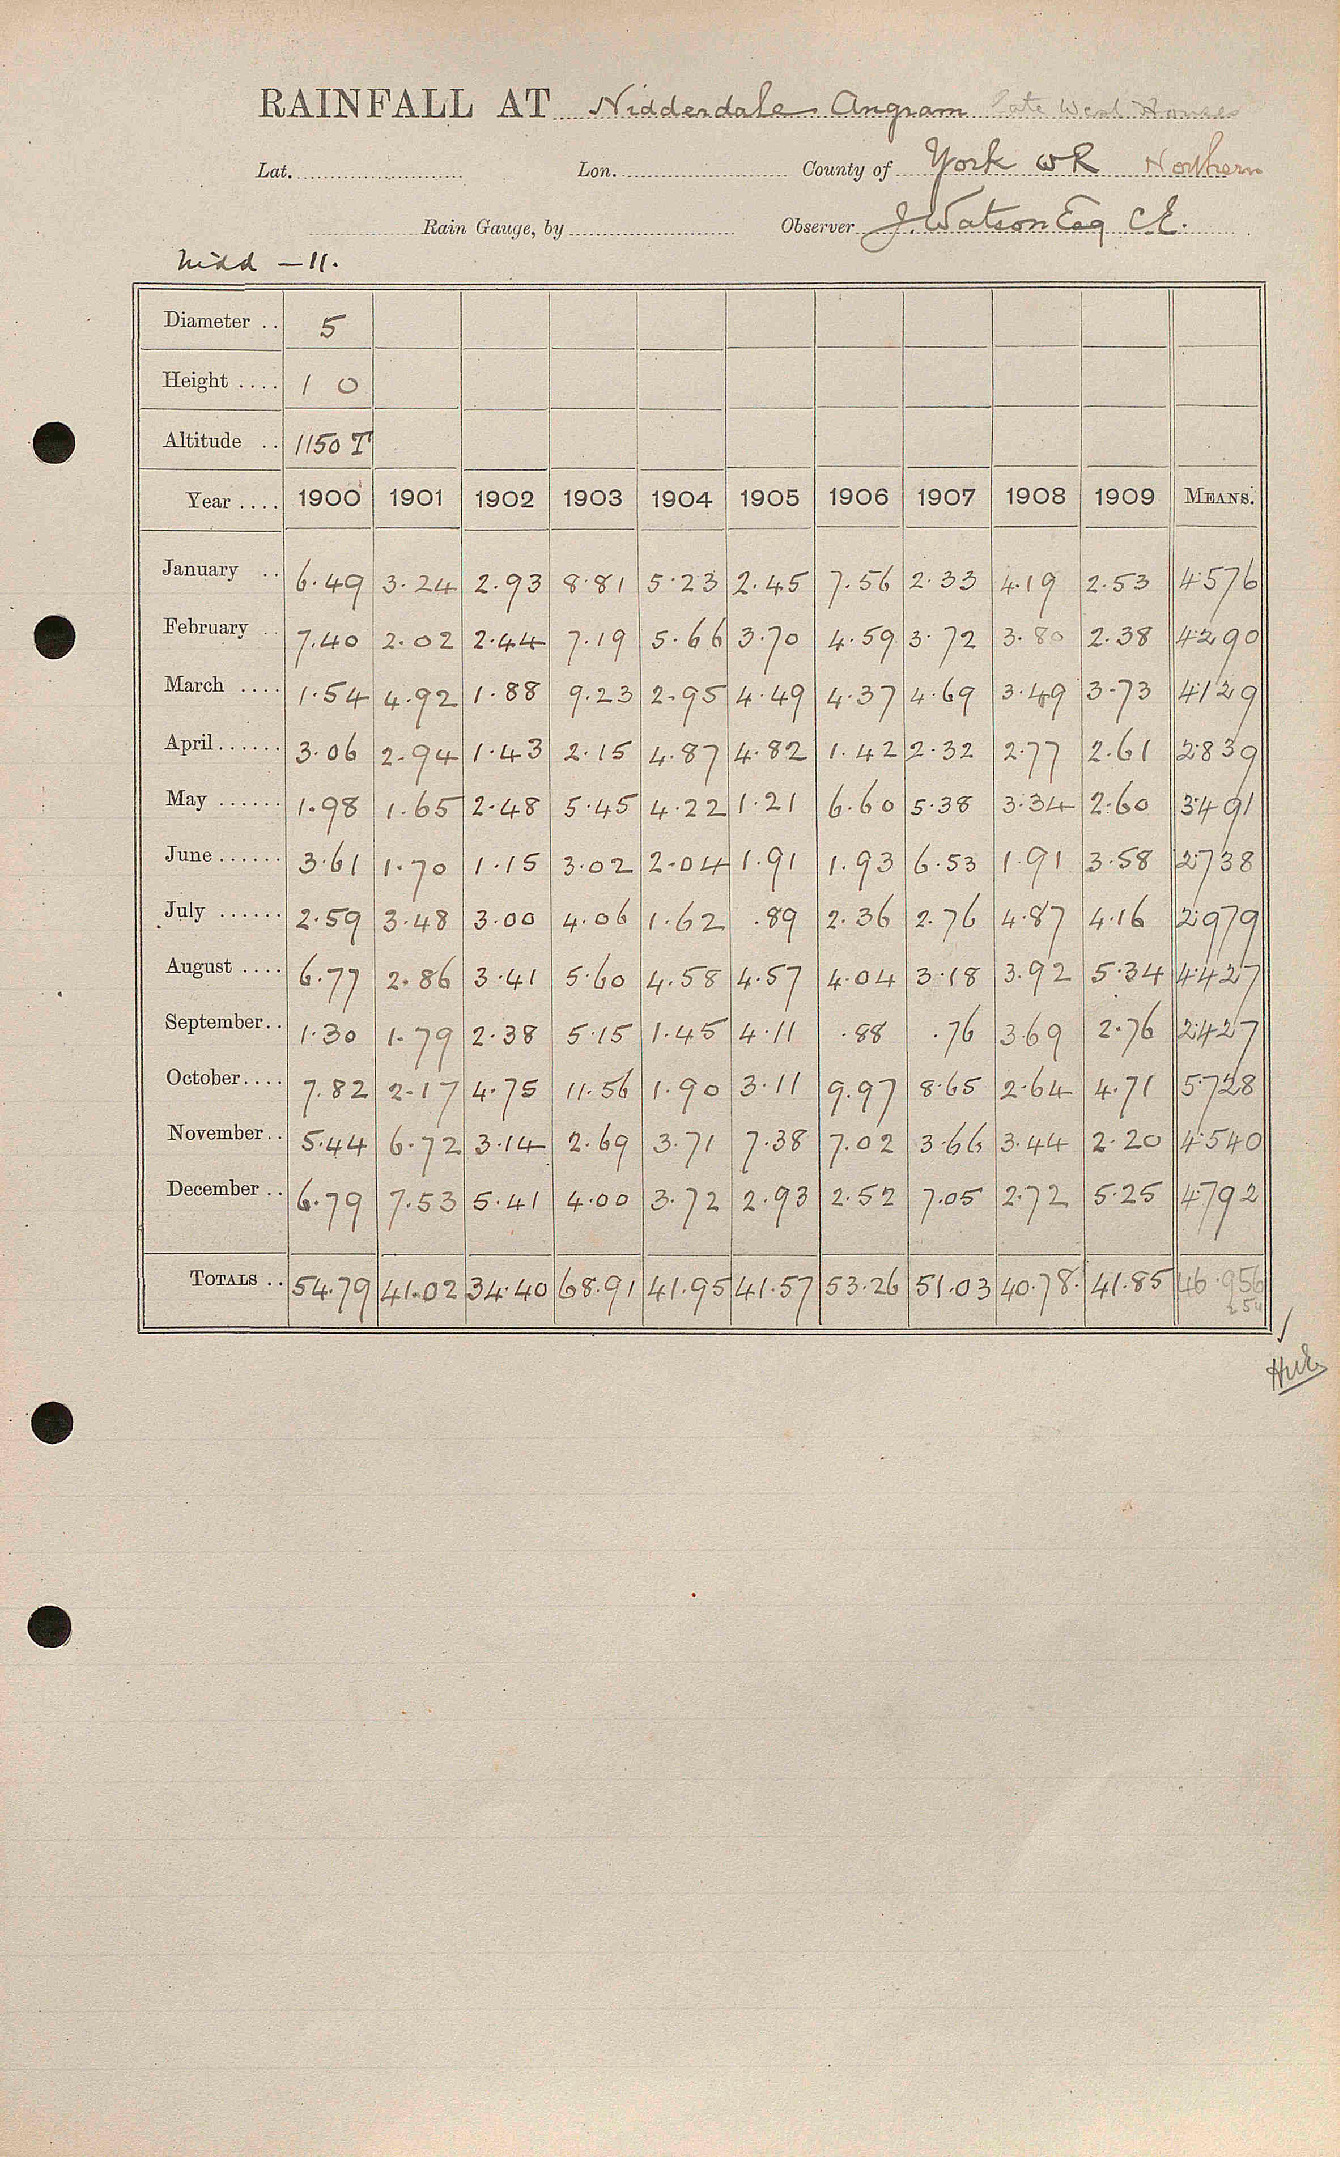 RAINFALL AT Nidderdale Angram late West Houses
Lat. Lon. County of York WR Northern
Rain Gauge, by Observer J. Watson Esq C.E.
Nidd - 11.
Diameter .. 5
Height .... 1 0
Altitude .. 1150 T
Year .... 1900 1901 1902 1903 1904 1905 1906 1907 1908 1909 MEANS.
January .. 6.49 3.24 2.93 8.81 5.23 2.45 7.56 2.33 4.19 2.53 4576
February .. 7.40 2.02 2.44 7.19 5.66 3.70 4.59 3.72 3.80 2.38 4290
March .... 1.54 4.92 1.88 9.23 2.95 4.49 4.37 4.69 3.49 3.73 4129
April ...... 3.06 2.94 1.43 2.15 4.87 4.82 1.42 2.32 2.77 2.61 2839
May ...... 1.98 1.65 2.48 5.45 4.22 1.21 6.60 5.38 3.34 2.60 3491
June ...... 3.61 1.70 1.15 3.02 2.04 1.91 1.93 6.53 1.91 3.58 2738
July ...... 2.59 3.48 3.00 4.06 1.62 .89 2.36 2.76 4.87 4.16 2979
August .... 6.77 2.86 3.41 5.60 4.58 4.57 4.04 3.18 3.92 5.34 4427
September .. 1.30 1.79 2.38 5.15 1.45 4.11 .88 .76 3.69 2.76 2427
October .... 7.82 2.17 4.75 11.56 1.90 3.11 9.97 8.65 2.64 4.71 5728
November .. 5.44 6.72 3.14 2.69 3.71 7.38 7.02 3.66 3.44 2.20 4540
December .. 6.79 7.53 5.41 4.00 3.72 2.93 2.52 7.05 2.72 5.25 4792
TOTALS .. 54.79 41.02 34.40 68.91 41.95 41.57 53.26 51.03 40.78 41.85 46.956